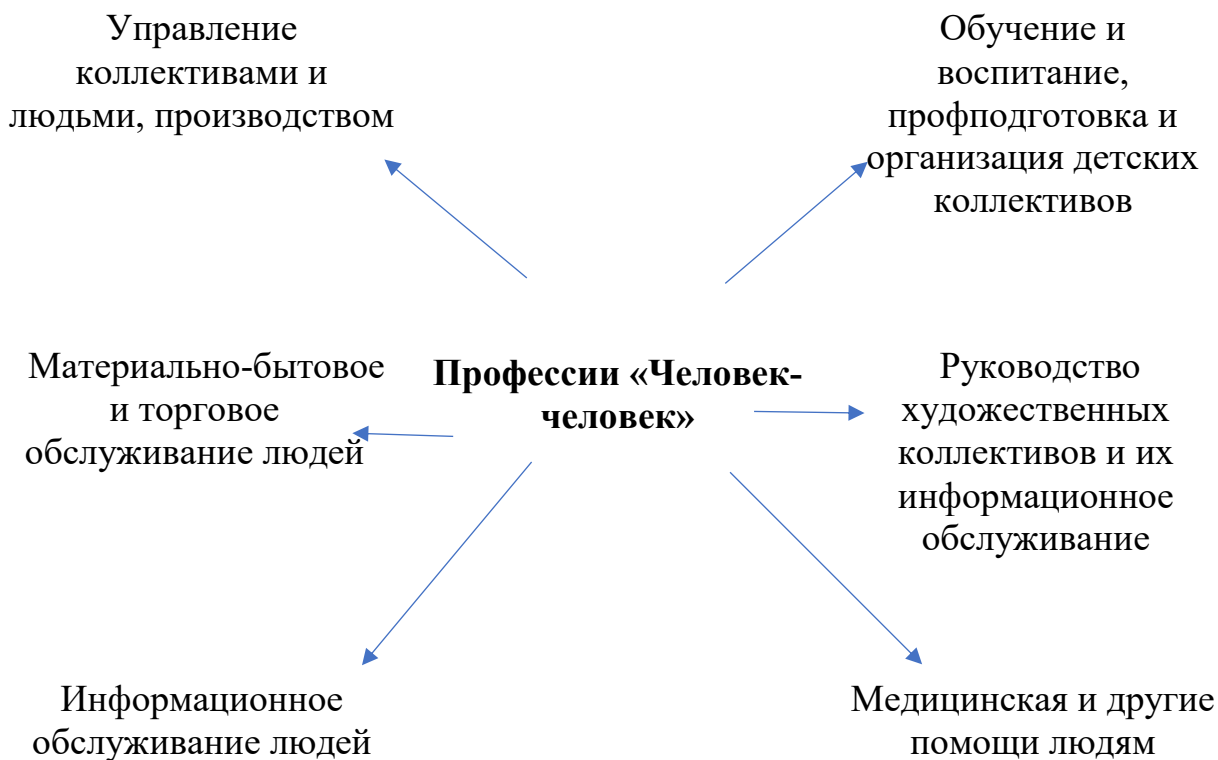 Управление
коллективами и
людьми, производством
Обучение и
воспитание,
профподготовка и
организация детских
коллективов
Материально-бытовое
и торговое
обслуживание людей
Профессии «Человек-
человек»
Руководство
художественных
коллективов и их
информационное
обслуживание
Информационное
обслуживание людей
Медицинская и другие
помощи людям